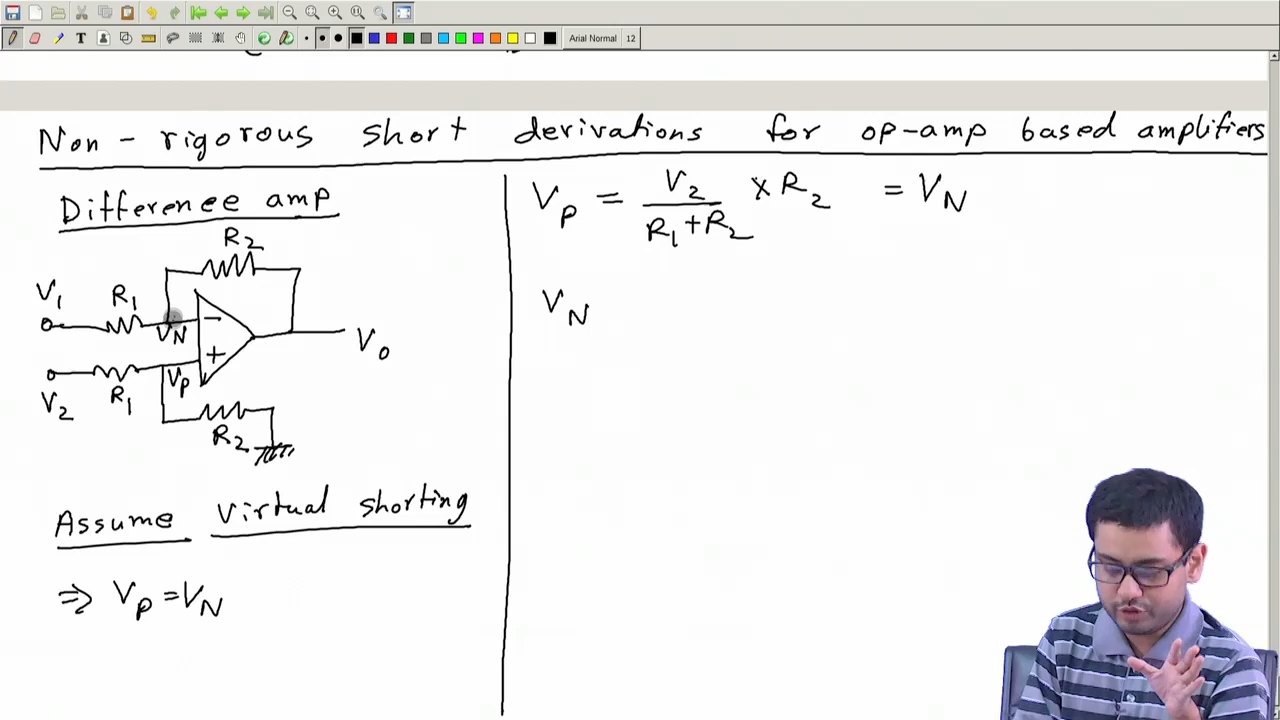 Arial Normal 12
Non-rigorous short derivations for op-amp based amplifiers
Difference amp
R2
V1
R1
VN
−
+
Vo
VP
R1
V2
R2
Assume virtual shorting
⇒ VP = VN
VP = V2 / (R1 + R2) × R2 = VN
VN